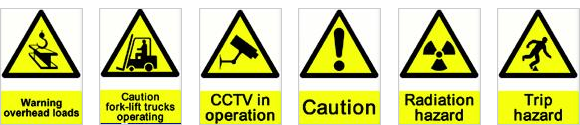 Warning
overhead loads
Caution
fork-lift trucks
operating
CCTV in
operation
Caution
Radiation
hazard
Trip
hazard